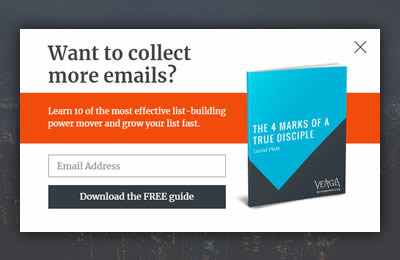 Want to collect
more emails?
Learn 10 of the most effective list-building
power mover and grow your list fast.
Email Address
Download the FREE guide
THE 4 MARKS OF A
TRUE DISCIPLE
David Platt
VERGA